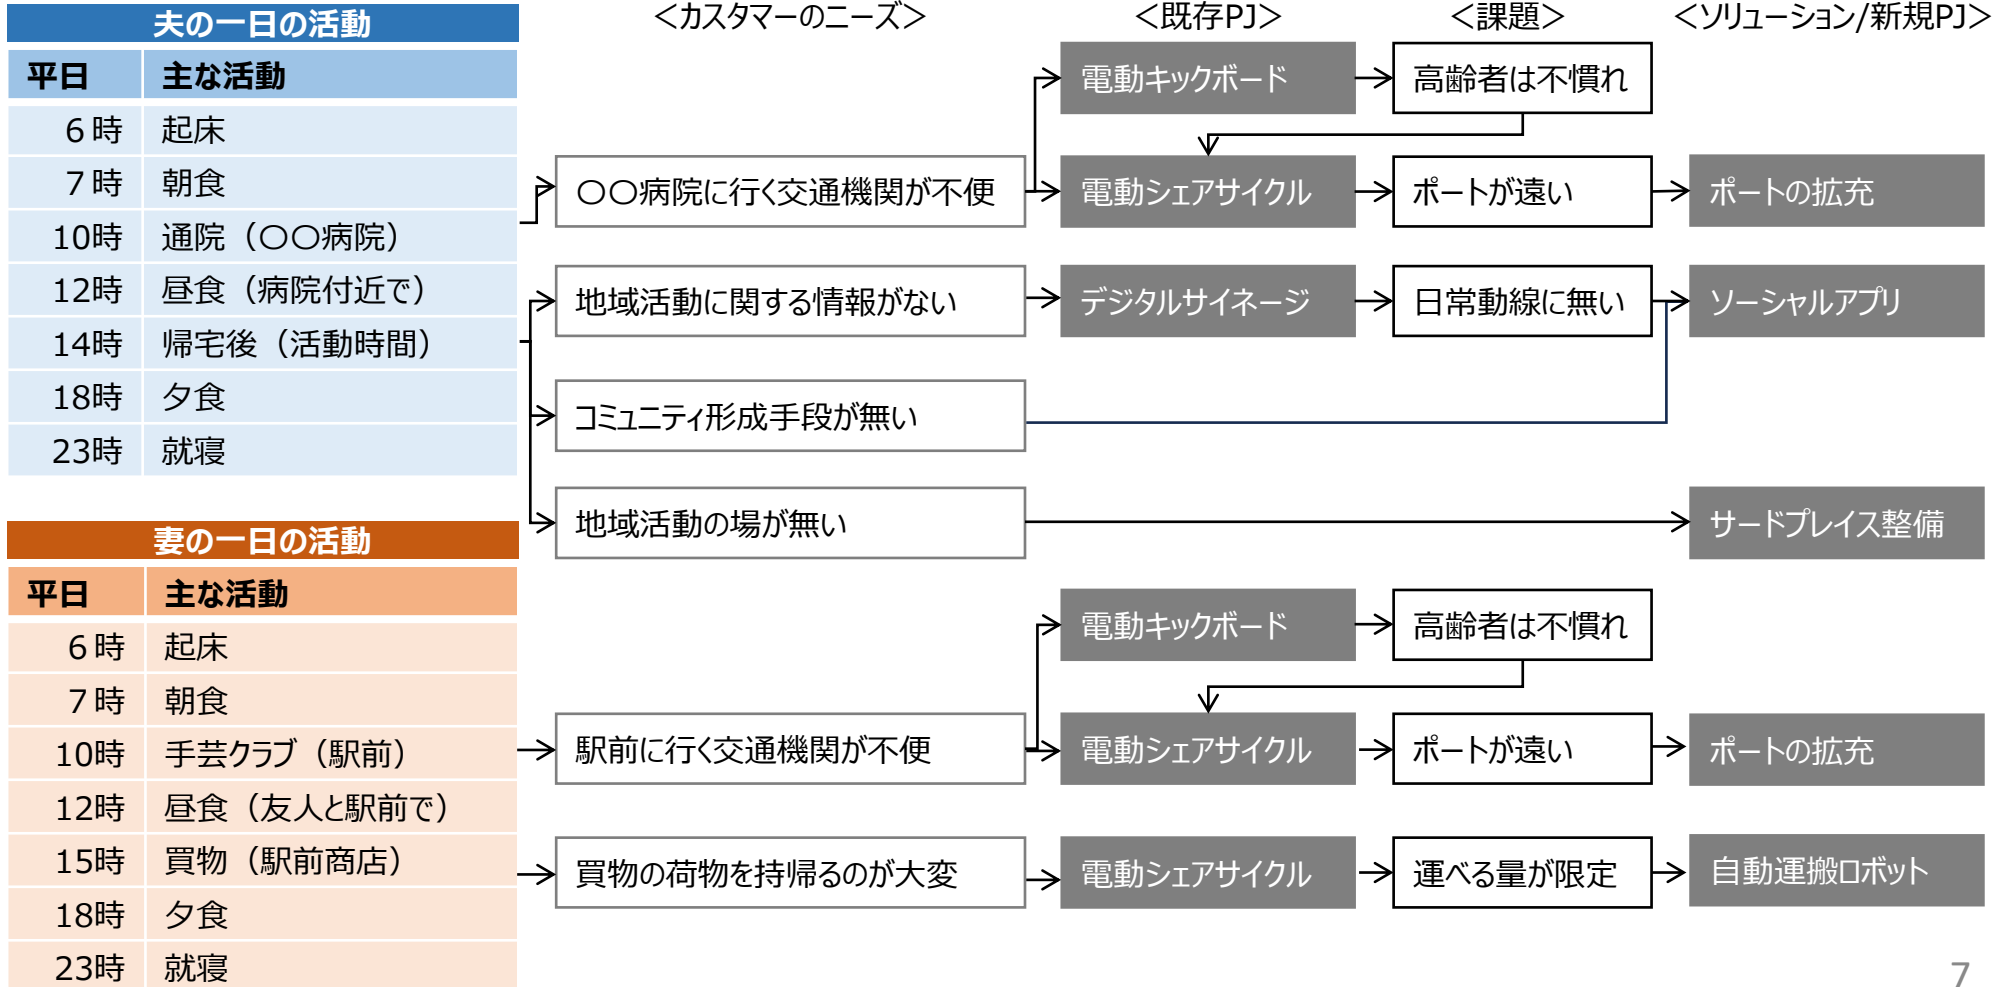 夫の一日の活動
平日 主な活動
6時 起床
7時 朝食
10時 通院（〇〇病院）
12時 昼食（病院付近で）
14時 帰宅後（活動時間）
18時 夕食
23時 就寝
妻の一日の活動
平日 主な活動
6時 起床
7時 朝食
10時 手芸クラブ（駅前）
12時 昼食（友人と駅前で）
15時 買物（駅前商店）
18時 夕食
23時 就寝
＜カスタマーのニーズ＞ ＜既存PJ＞ ＜課題＞ ＜ソリューション/新規PJ＞
電動キックボード 高齢者は不慣れ
〇〇病院に行く交通機関が不便 電動シェアサイクル ポートが遠い ポートの拡充
地域活動に関する情報がない デジタルサイネージ 日常動線に無い ソーシャルアプリ
コミュニティ形成手段が無い
地域活動の場が無い サードプレイス整備
電動キックボード 高齢者は不慣れ
駅前に行く交通機関が不便 電動シェアサイクル ポートが遠い ポートの拡充
買物の荷物を持帰るのが大変 電動シェアサイクル 運べる量が限定 自動運搬ロボット
7